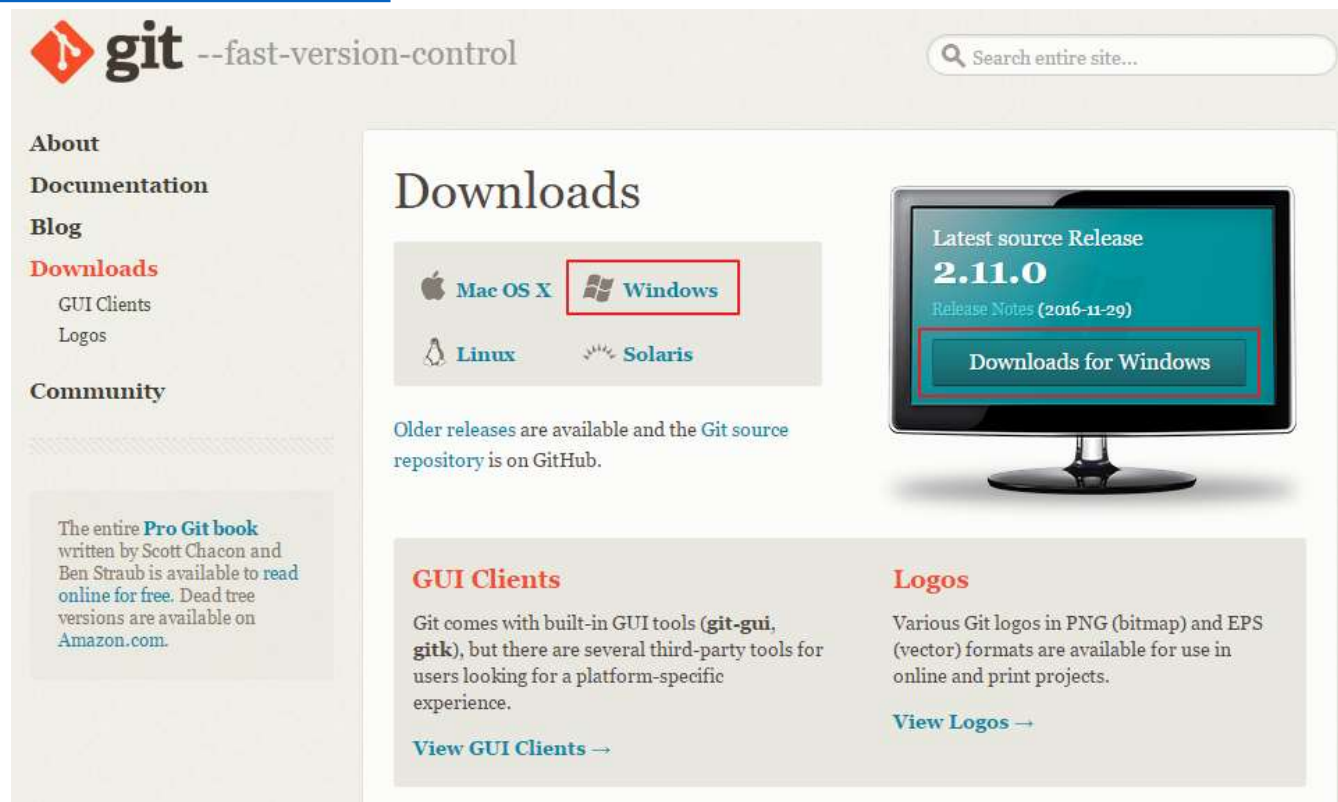 git --fast-version-control
Search entire site...
About
Documentation
Blog
Downloads
GUI Clients
Logos
Community
The entire Pro Git book
written by Scott Chacon and
Ben Straub is available to read
online for free. Dead tree
versions are available on
Amazon.com.
Downloads
Mac OS X
Windows
Linux
Solaris
Older releases are available and the Git source
repository is on GitHub.
Latest source Release
2.11.0
Release Notes (2016-11-29)
Downloads for Windows
GUI Clients
Git comes with built-in GUI tools (git-gui,
gitk), but there are several third-party tools for
users looking for a platform-specific
experience.
View GUI Clients →
Logos
Various Git logos in PNG (bitmap) and EPS
(vector) formats are available for use in
online and print projects.
View Logos →